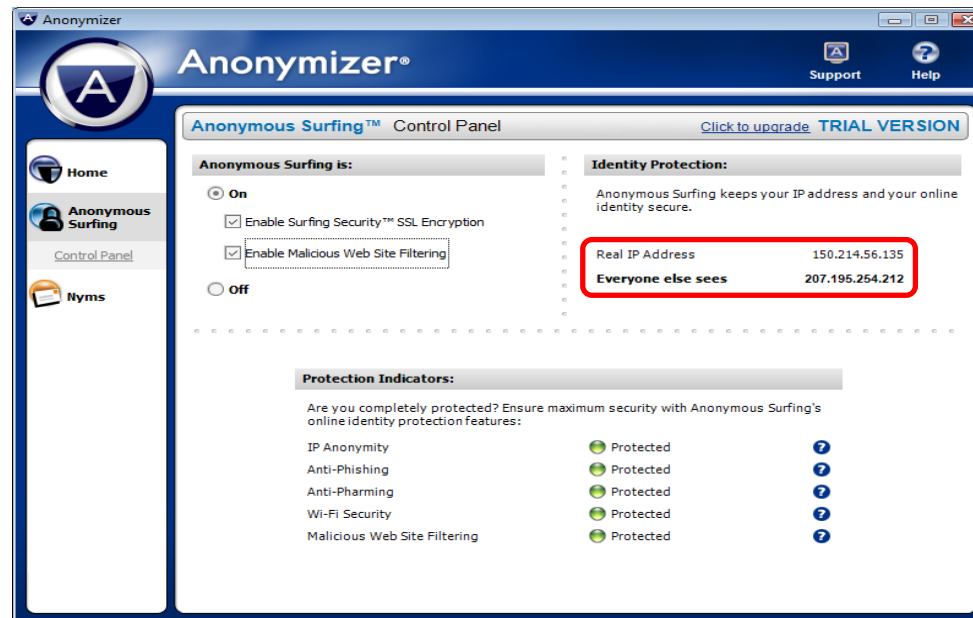 Anonymizer
Anonymizer®
Support
Help
Anonymous Surfing™ Control Panel
Click to upgrade TRIAL VERSION
Home
Anonymous
Surfing
Control Panel
Nyms
Anonymous Surfing is:
On
Enable Surfing Security™ SSL Encryption
Enable Malicious Web Site Filtering
Off
Identity Protection:
Anonymous Surfing keeps your IP address and your online
identity secure.
Real IP Address 150.214.56.135
Everyone else sees 207.195.254.212
Protection Indicators:
Are you completely protected? Ensure maximum security with Anonymous Surfing's
online identity protection features:
IP Anonymity Protected
Anti-Phishing Protected
Anti-Pharming Protected
Wi-Fi Security Protected
Malicious Web Site Filtering Protected